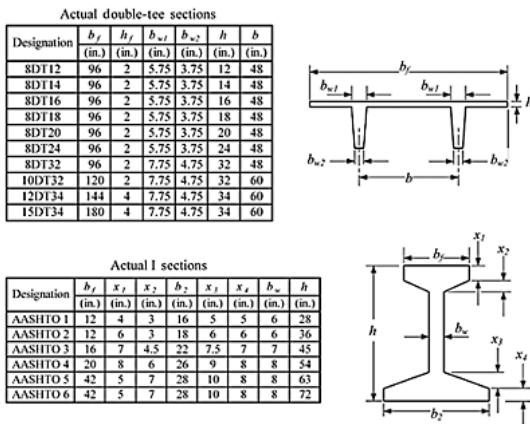 Actual double-tee sections
Designation b_f (in.) h_f (in.) b_w1 (in.) b_w2 (in.) h (in.) b (in.)
8DT12 96 2 5.75 3.75 12 48
8DT14 96 2 5.75 3.75 14 48
8DT16 96 2 5.75 3.75 16 48
8DT18 96 2 5.75 3.75 18 48
8DT20 96 2 5.75 3.75 20 48
8DT24 96 2 5.75 3.75 24 48
8DT32 96 2 7.75 4.75 32 48
10DT32 120 2 7.75 4.75 32 60
12DT34 144 4 7.75 4.75 34 60
15DT34 180 4 7.75 4.75 34 60
b_f
b_w1 b_w1
b_w2 b_w2
b
Actual I sections
Designation b_f (in.) x_1 (in.) x_2 (in.) b_2 (in.) x_3 (in.) x_4 (in.) b_w (in.) h (in.)
AASHTO 1 12 4 3 16 5 5 6 28
AASHTO 2 12 6 3 18 6 6 6 36
AASHTO 3 16 7 4.5 22 7.5 7 7 45
AASHTO 4 20 8 6 26 9 8 8 54
AASHTO 5 42 5 7 28 10 8 8 63
AASHTO 6 42 5 7 28 10 8 8 72
x_1
b_f x_2
h b_w
x_3 x_4
b_2